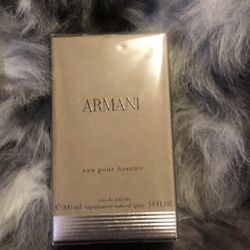 ARMANI
eau pour homme
eau de toilette
℮ 100 ml vaporisateur natural spray 3.4 FL.OZ.